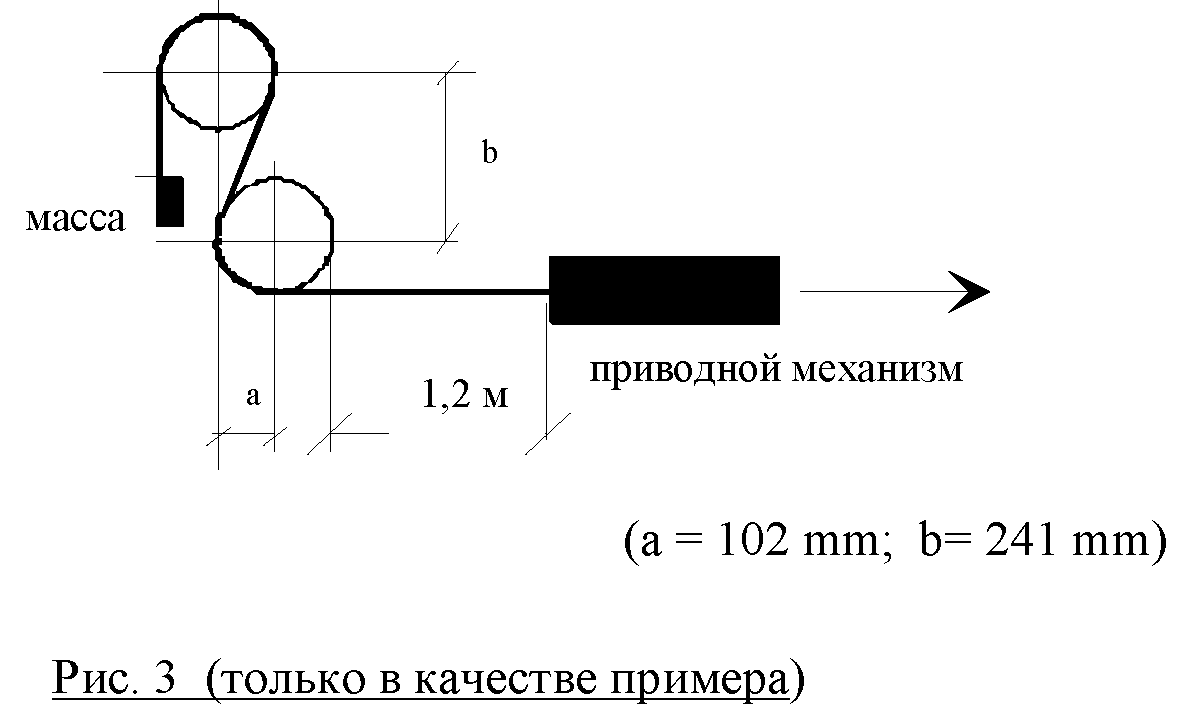 b
масса
приводной механизм
a
1,2 м
(a = 102 mm; b= 241 mm)
Рис. 3 (только в качестве примера)